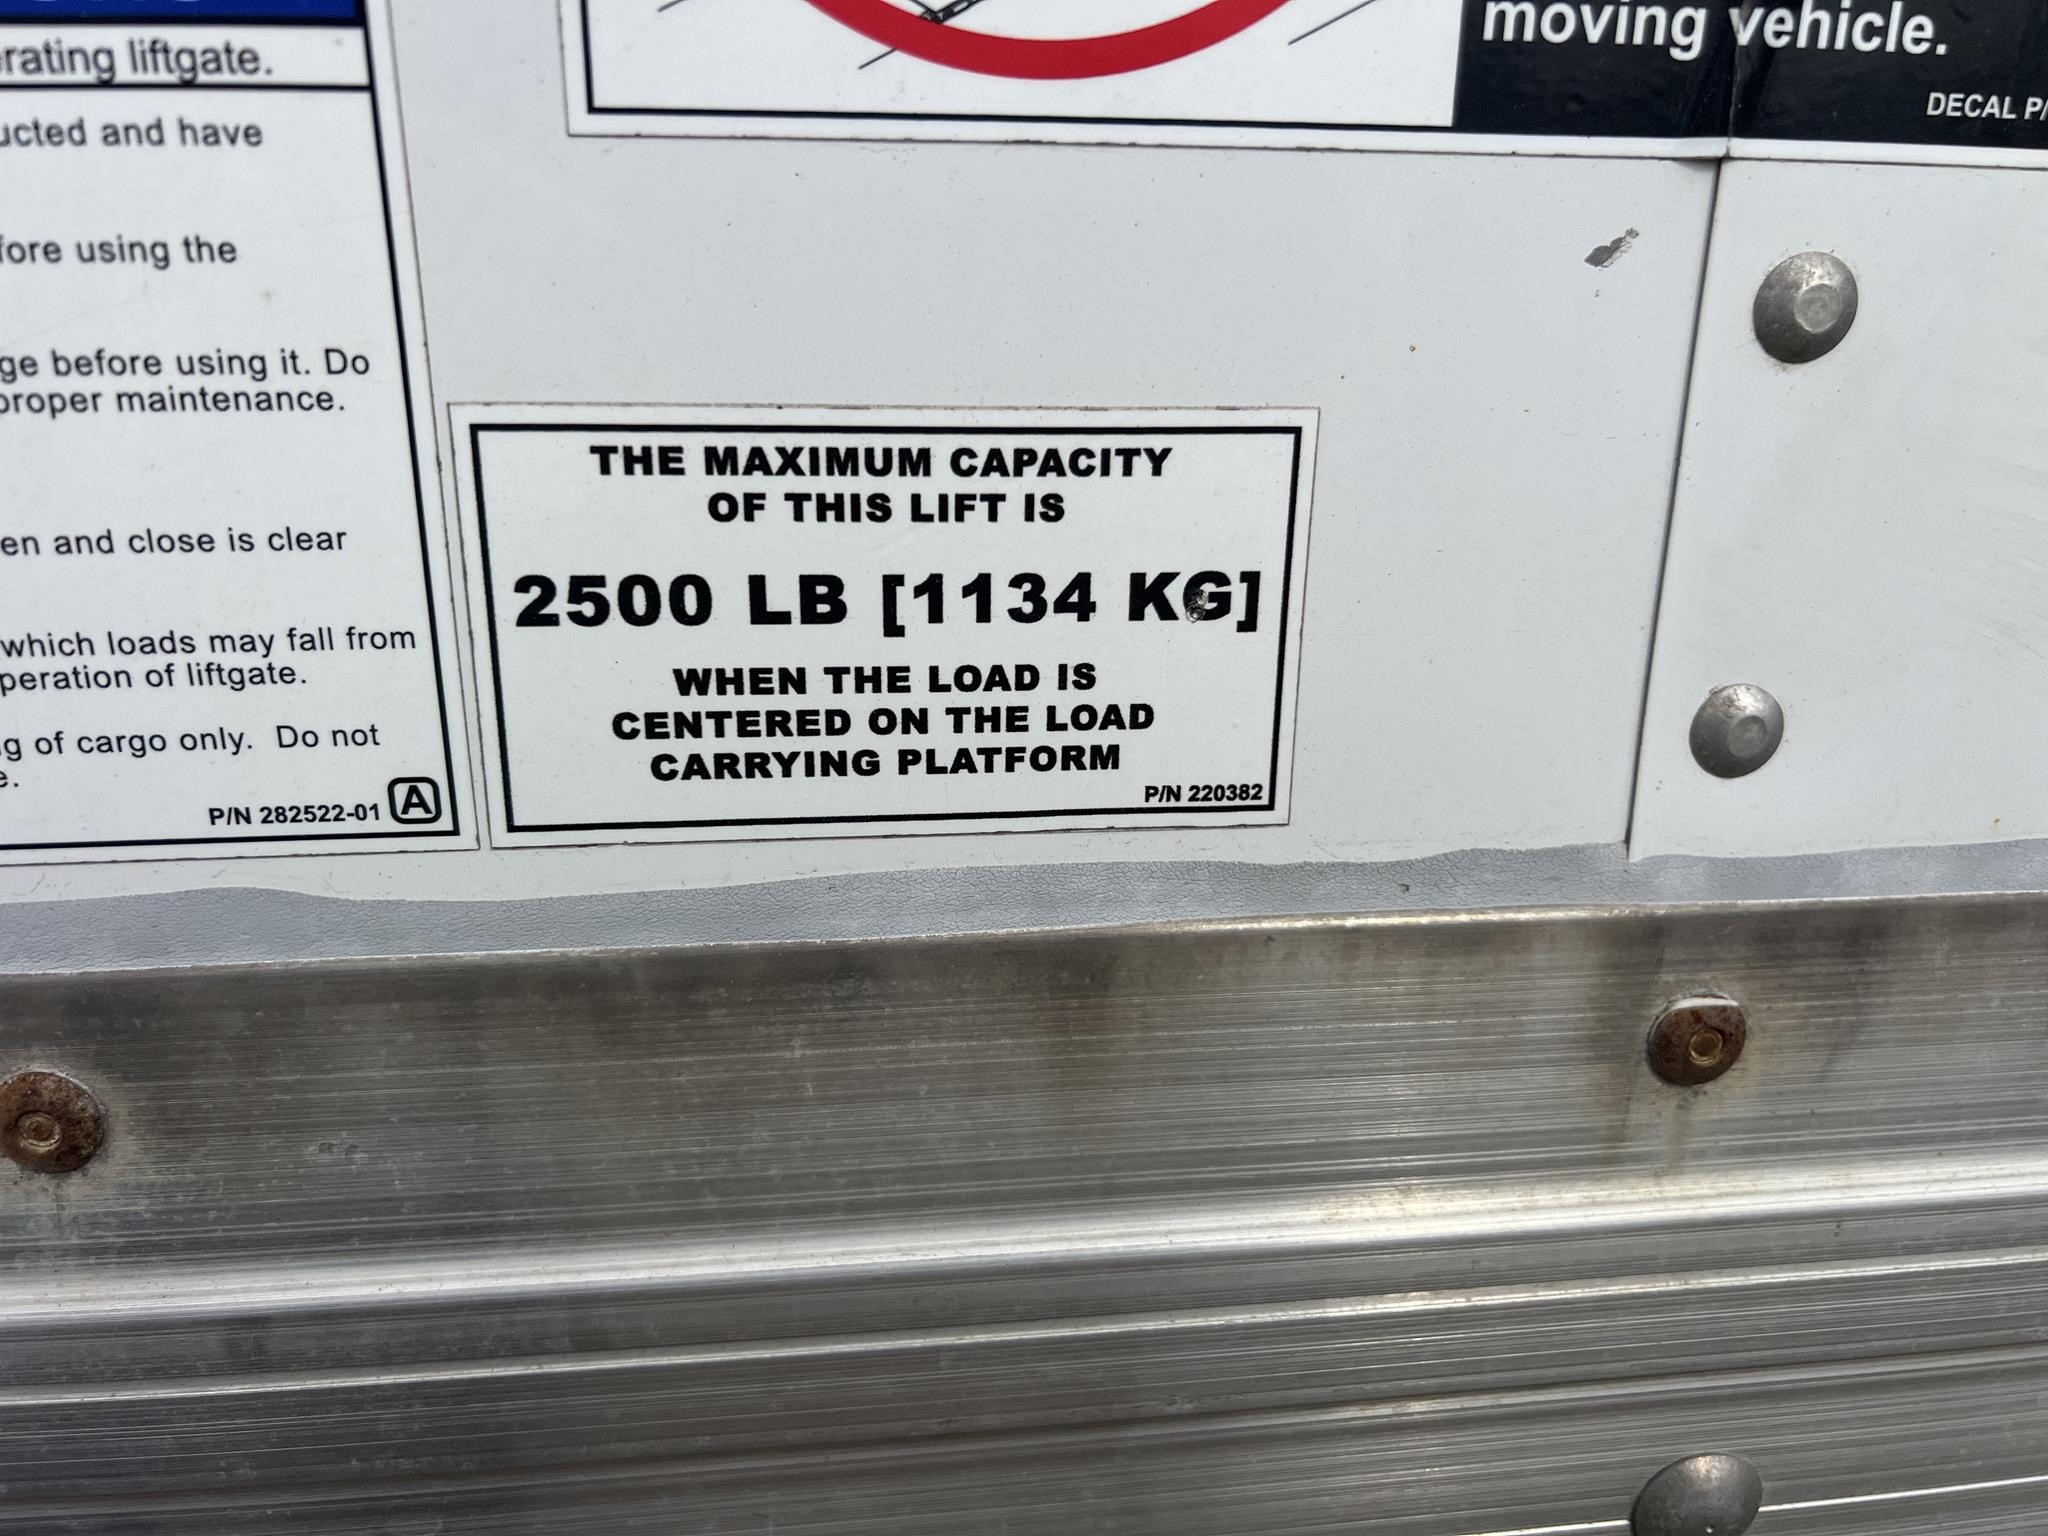 rating liftgate.
ucted and have
fore using the
ge before using it. Do
proper maintenance.
en and close is clear
which loads may fall from
peration of liftgate.
g of cargo only. Do not
e.
P/N 282522-01 A
moving vehicle.
DECAL P/
THE MAXIMUM CAPACITY
OF THIS LIFT IS
2500 LB [1134 KG]
WHEN THE LOAD IS
CENTERED ON THE LOAD
CARRYING PLATFORM
P/N 220382